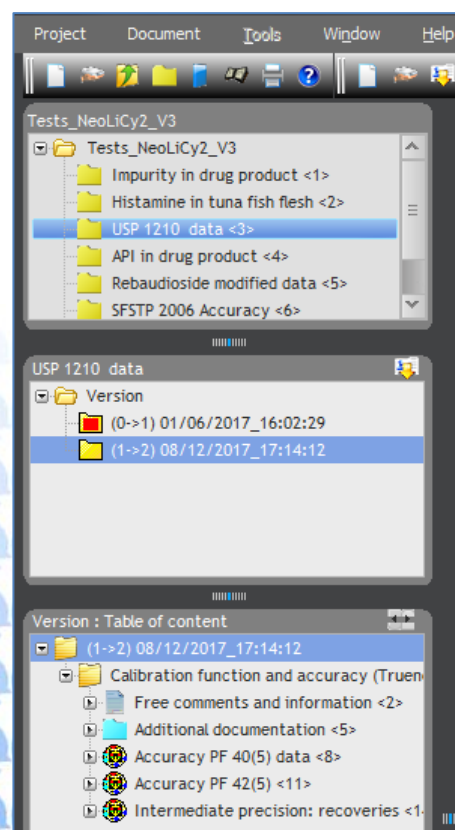 Project Document Tools Window Help
Tests_NeoLiCy2_V3
Tests_NeoLiCy2_V3
Impurity in drug product <1>
Histamine in tuna fish flesh <2>
USP 1210 data <3>
API in drug product <4>
Rebaudioside modified data <5>
SFSTP 2006 Accuracy <6>
USP 1210 data
Version
(0->1) 01/06/2017_16:02:29
(1->2) 08/12/2017_17:14:12
Version : Table of content
(1->2) 08/12/2017_17:14:12
Calibration function and accuracy (Truen
Free comments and information <2>
Additional documentation <5>
Accuracy PF 40(5) data <8>
Accuracy PF 42(5) <11>
Intermediate precision: recoveries <1